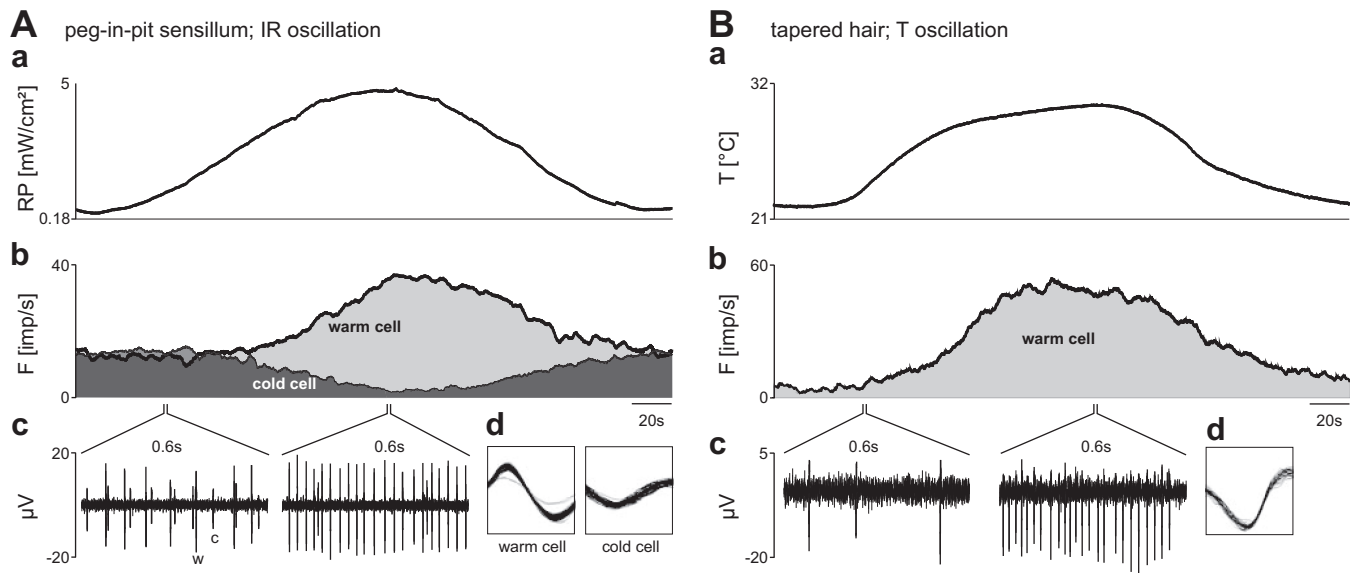 A peg-in-pit sensillum; IR oscillation
a
5
RP [mW/cm²]
0.18
b
40
F [imp/s]
warm cell
cold cell
0
20s
c
0.6s
0.6s
20
µV
-20
c
w
d
warm cell
cold cell
B tapered hair; T oscillation
a
32
T [°C]
21
b
60
F [imp/s]
warm cell
0
20s
c
0.6s
0.6s
5
µV
-20
d